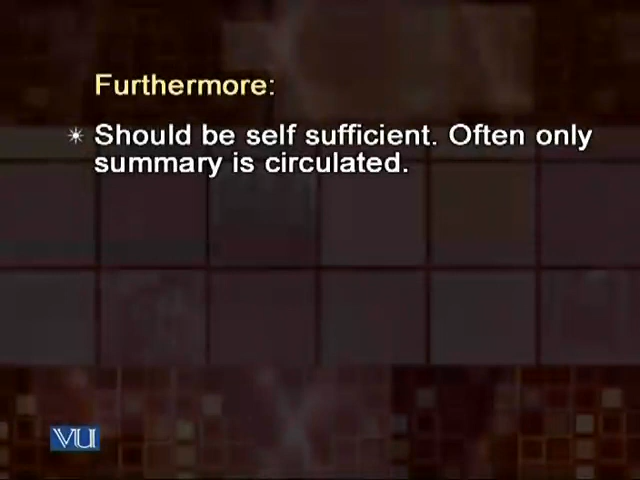 Furthermore:
✴ Should be self sufficient. Often only
summary is circulated.
VU